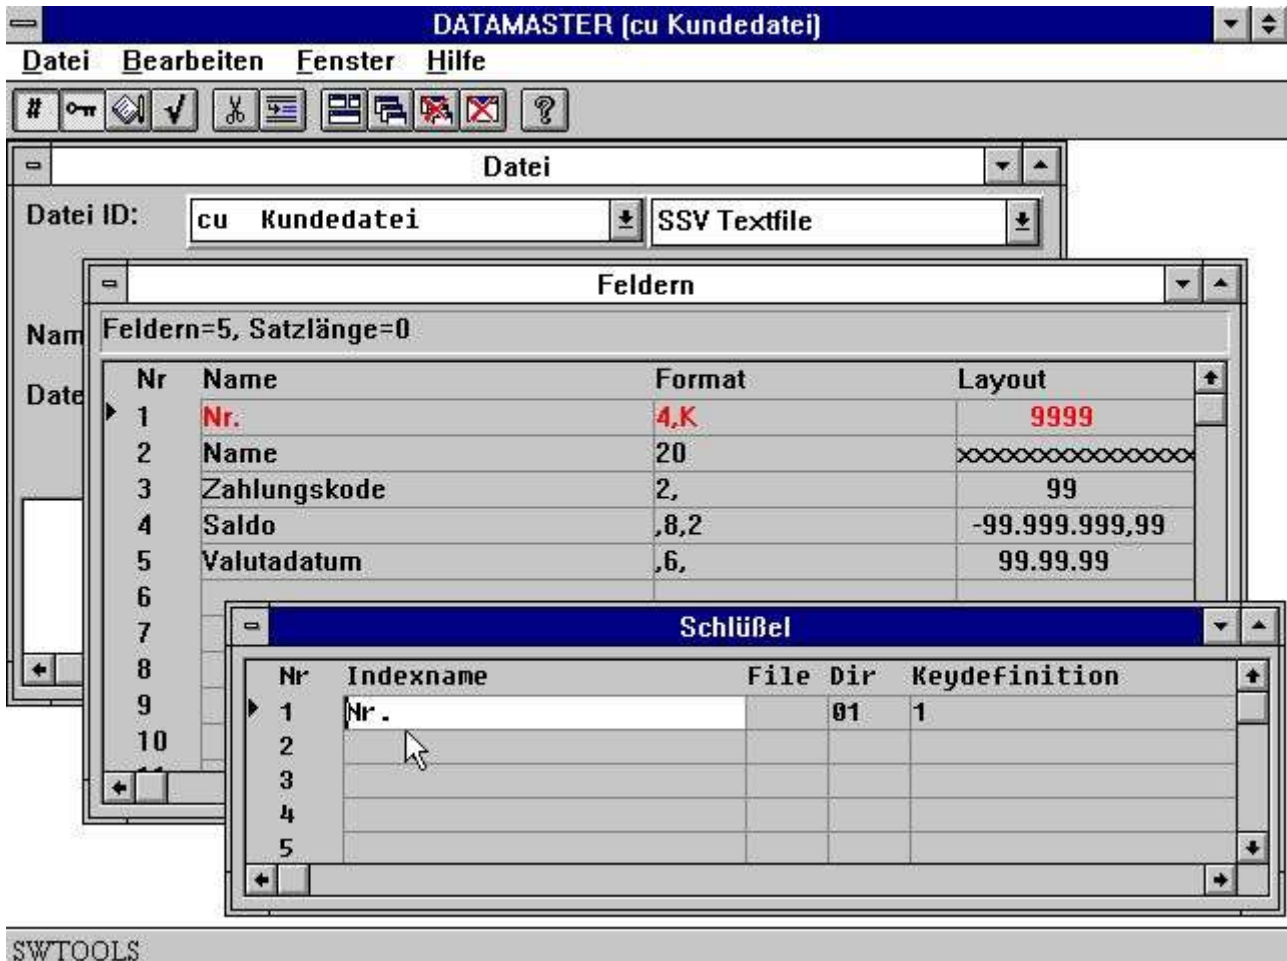 DATAMASTER (cu Kundedatei)
Datei Bearbeiten Fenster Hilfe
#
?
Datei
Datei ID: cu Kundedatei SSV Textfile
Feldern
Nam
Feldern=5, Satzlänge=0
Date
Nr Name Format Layout
1 Nr. 4,K 9999
2 Name 20 xxxxxxxxxxxxxxxx
3 Zahlungskode 2, 99
4 Saldo ,8,2 -99.999.999,99
5 Valutadatum ,6, 99.99.99
6
7
8
9
10
Schlüßel
Nr Indexname File Dir Keydefinition
1 Nr. 01 1
2
3
4
5
SWTOOLS